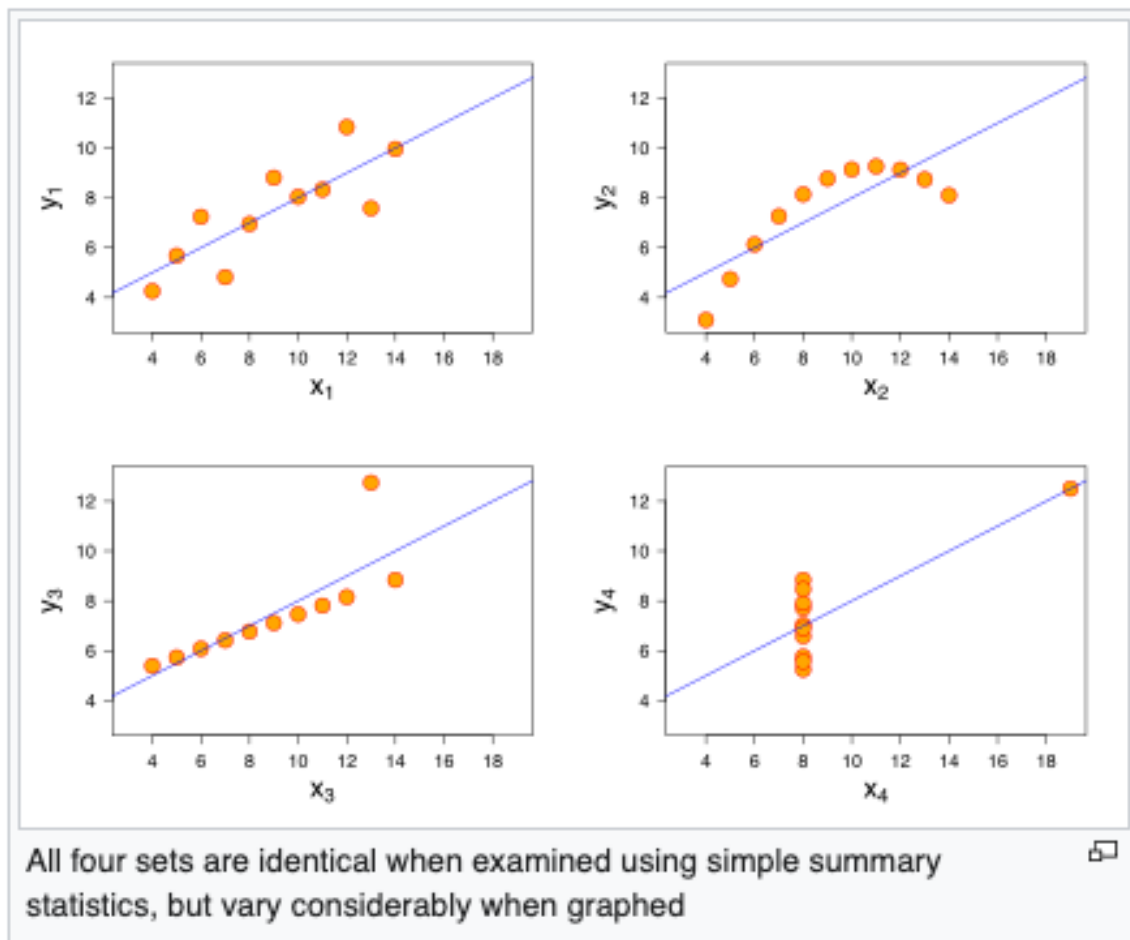 12
10
8
6
4
y1
4 6 8 10 12 14 16 18
x1
12
10
8
6
4
y2
4 6 8 10 12 14 16 18
x2
12
10
8
6
4
y3
4 6 8 10 12 14 16 18
x3
12
10
8
6
4
y4
4 6 8 10 12 14 16 18
x4
All four sets are identical when examined using simple summary
statistics, but vary considerably when graphed